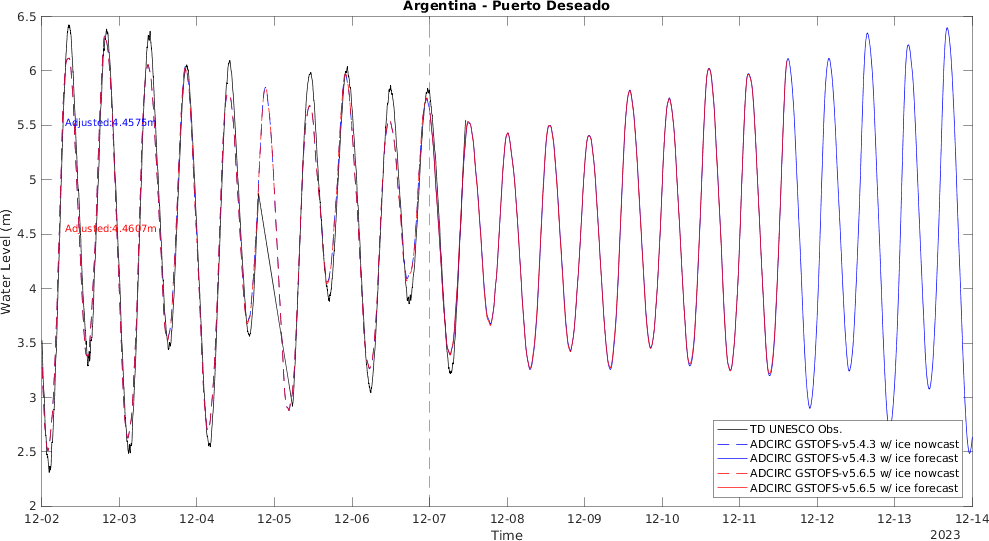 Argentina - Puerto Deseado
6.5
6
5.5
5
4.5
4
3.5
3
2.5
2
Water Level (m)
Adjusted:4.4575m
Adjusted:4.4607m
TD UNESCO Obs.
ADCIRC GSTOFS-v5.4.3 w/ ice nowcast
ADCIRC GSTOFS-v5.4.3 w/ ice forecast
ADCIRC GSTOFS-v5.6.5 w/ ice nowcast
ADCIRC GSTOFS-v5.6.5 w/ ice forecast
12-02 12-03 12-04 12-05 12-06 12-07 12-08 12-09 12-10 12-11 12-12 12-13 12-14
Time
2023